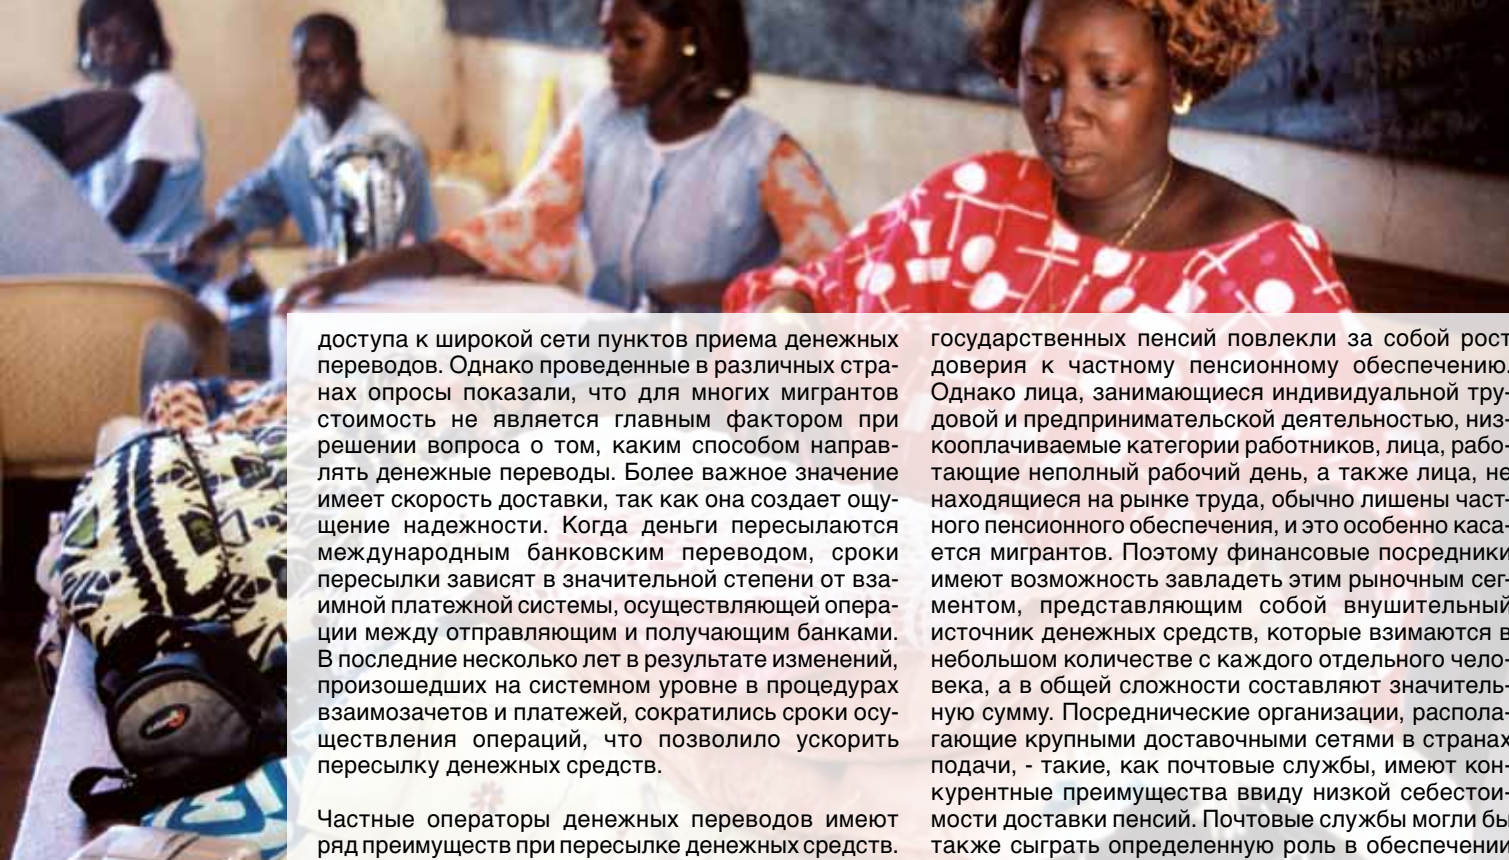 доступа к широкой сети пунктов приема денежных
переводов. Однако проведенные в различных стра-
нах опросы показали, что для многих мигрантов
стоимость не является главным фактором при
решении вопроса о том, каким способом направ-
лять денежные переводы. Более важное значение
имеет скорость доставки, так как она создает ощу-
щение надежности. Когда деньги пересылаются
международным банковским переводом, сроки
пересылки зависят в значительной степени от вза-
имной платежной системы, осуществляющей опера-
ции между отправляющим и получающим банками.
В последние несколько лет в результате изменений,
произошедших на системном уровне в процедурах
взаимозачетов и платежей, сократились сроки осу-
ществления операций, что позволило ускорить
пересылку денежных средств.
Частные операторы денежных переводов имеют
ряд преимуществ при пересылке денежных средств.
государственных пенсий повлекли за собой рост
доверия к частному пенсионному обеспечению.
Однако лица, занимающиеся индивидуальной тру-
довой и предпринимательской деятельностью, низ-
кооплачиваемые категории работников, лица, рабо-
тающие неполный рабочий день, а также лица, не
находящиеся на рынке труда, обычно лишены част-
ного пенсионного обеспечения, и это особенно каса-
ется мигрантов. Поэтому финансовые посредники
имеют возможность завладеть этим рыночным сег-
ментом, представляющим собой внушительный
источник денежных средств, которые взимаются в
небольшом количестве с каждого отдельного чело-
века, а в общей сложности составляют значитель-
ную сумму. Посреднические организации, распола-
гающие крупными доставочными сетями в странах
подачи, - такие, как почтовые службы, имеют кон-
курентные преимущества ввиду низкой себестои-
мости доставки пенсий. Почтовые службы могли бы
также сыграть определенную роль в обеспечении